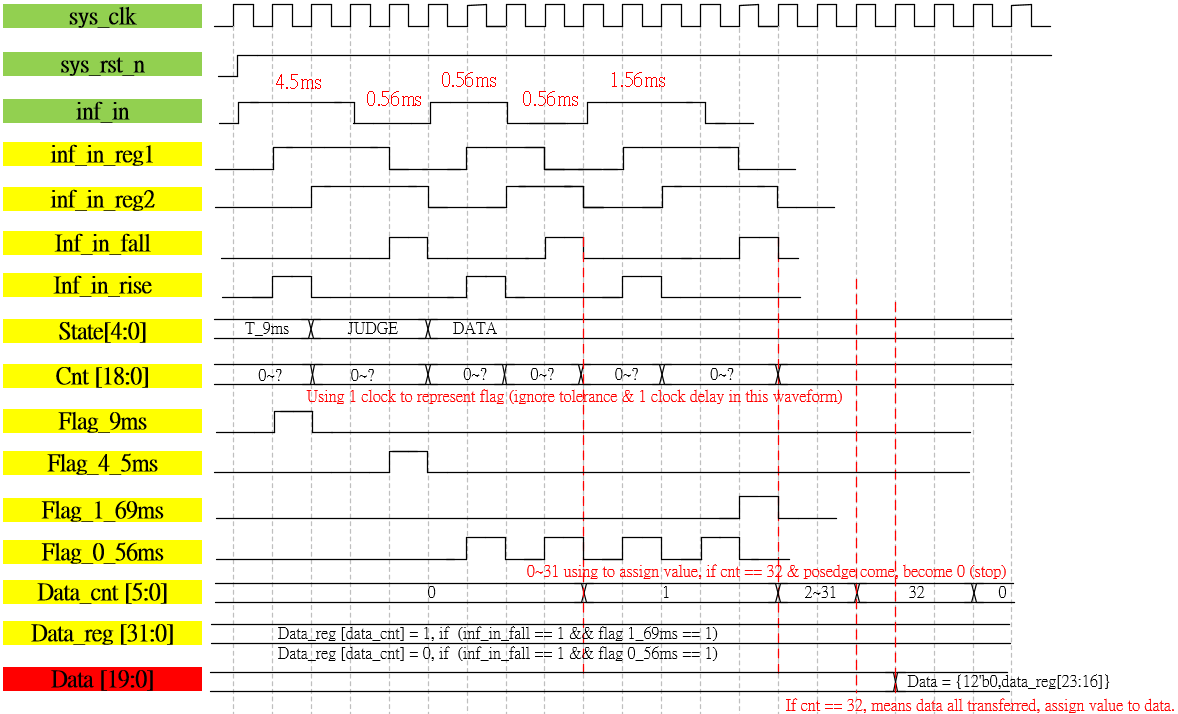 sys_clk
sys_rst_n
4.5ms
0.56ms
0.56ms
0.56ms
1.56ms
inf_in
inf_in_reg1
inf_in_reg2
Inf_in_fall
Inf_in_rise
State[4:0]
T_9ms
JUDGE
DATA
Cnt [18:0]
0~?
0~?
0~?
0~?
0~?
0~?
Using 1 clock to represent flag (ignore tolerance & 1 clock delay in this waveform)
Flag_9ms
Flag_4_5ms
Flag_1_69ms
Flag_0_56ms
0~31 using to assign value, if cnt == 32 & posedge come, become 0 (stop)
Data_cnt [5:0]
0
1
2~31
32
0
Data_reg [31:0]
Data_reg [data_cnt] = 1, if (inf_in_fall == 1 && flag 1_69ms == 1)
Data_reg [data_cnt] = 0, if (inf_in_fall == 1 && flag 0_56ms == 1)
Data [19:0]
Data = {12'b0,data_reg[23:16]}
If cnt == 32, means data all transferred, assign value to data.